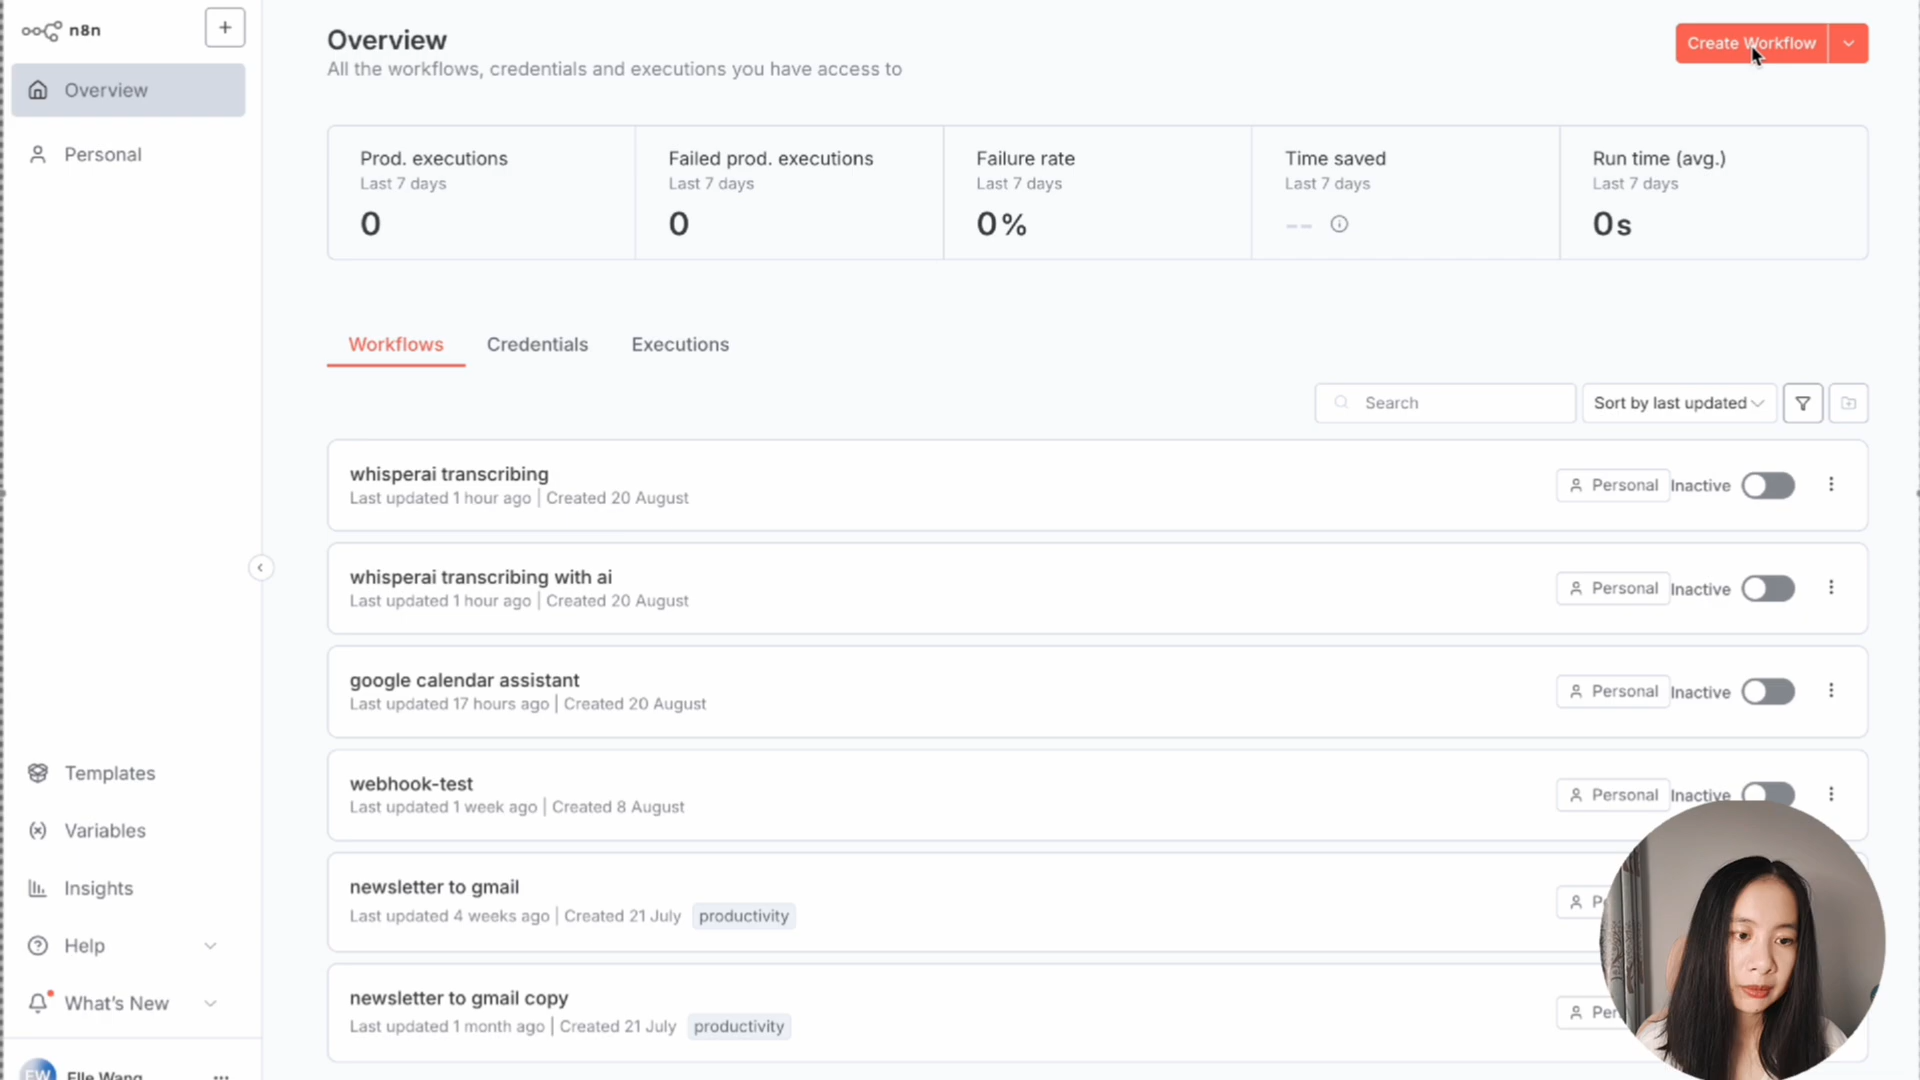 n8n
+
Overview
Personal
Templates
Variables
Insights
Help
What's New
EW Elle Wang
Overview
All the workflows, credentials and executions you have access to
Create Workflow
Prod. executions
Last 7 days
0
Failed prod. executions
Last 7 days
0
Failure rate
Last 7 days
0%
Time saved
Last 7 days
--
Run time (avg.)
Last 7 days
0s
Workflows Credentials Executions
Search
Sort by last updated
whisperai transcribing
Last updated 1 hour ago | Created 20 August
Personal Inactive
whisperai transcribing with ai
Last updated 1 hour ago | Created 20 August
Personal Inactive
google calendar assistant
Last updated 17 hours ago | Created 20 August
Personal Inactive
webhook-test
Last updated 1 week ago | Created 8 August
Personal Inactive
newsletter to gmail
Last updated 4 weeks ago | Created 21 July productivity
newsletter to gmail copy
Last updated 1 month ago | Created 21 July productivity